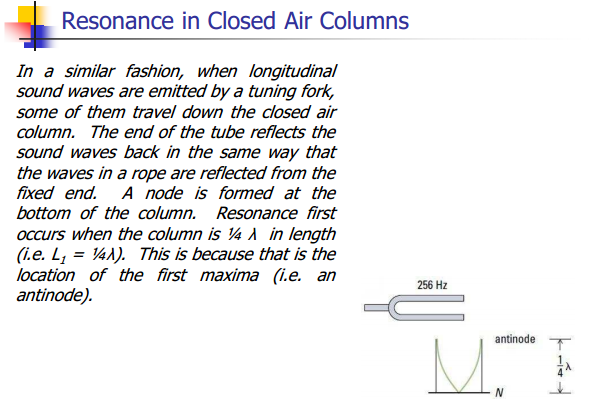 Resonance in Closed Air Columns
In a similar fashion, when longitudinal
sound waves are emitted by a tuning fork,
some of them travel down the closed air
column. The end of the tube reflects the
sound waves back in the same way that
the waves in a rope are reflected from the
fixed end. A node is formed at the
bottom of the column. Resonance first
occurs when the column is ¼ λ in length
(i.e. L₁ = ¼λ). This is because that is the
location of the first maxima (i.e. an
antinode).
256 Hz
antinode
1/4 λ
N